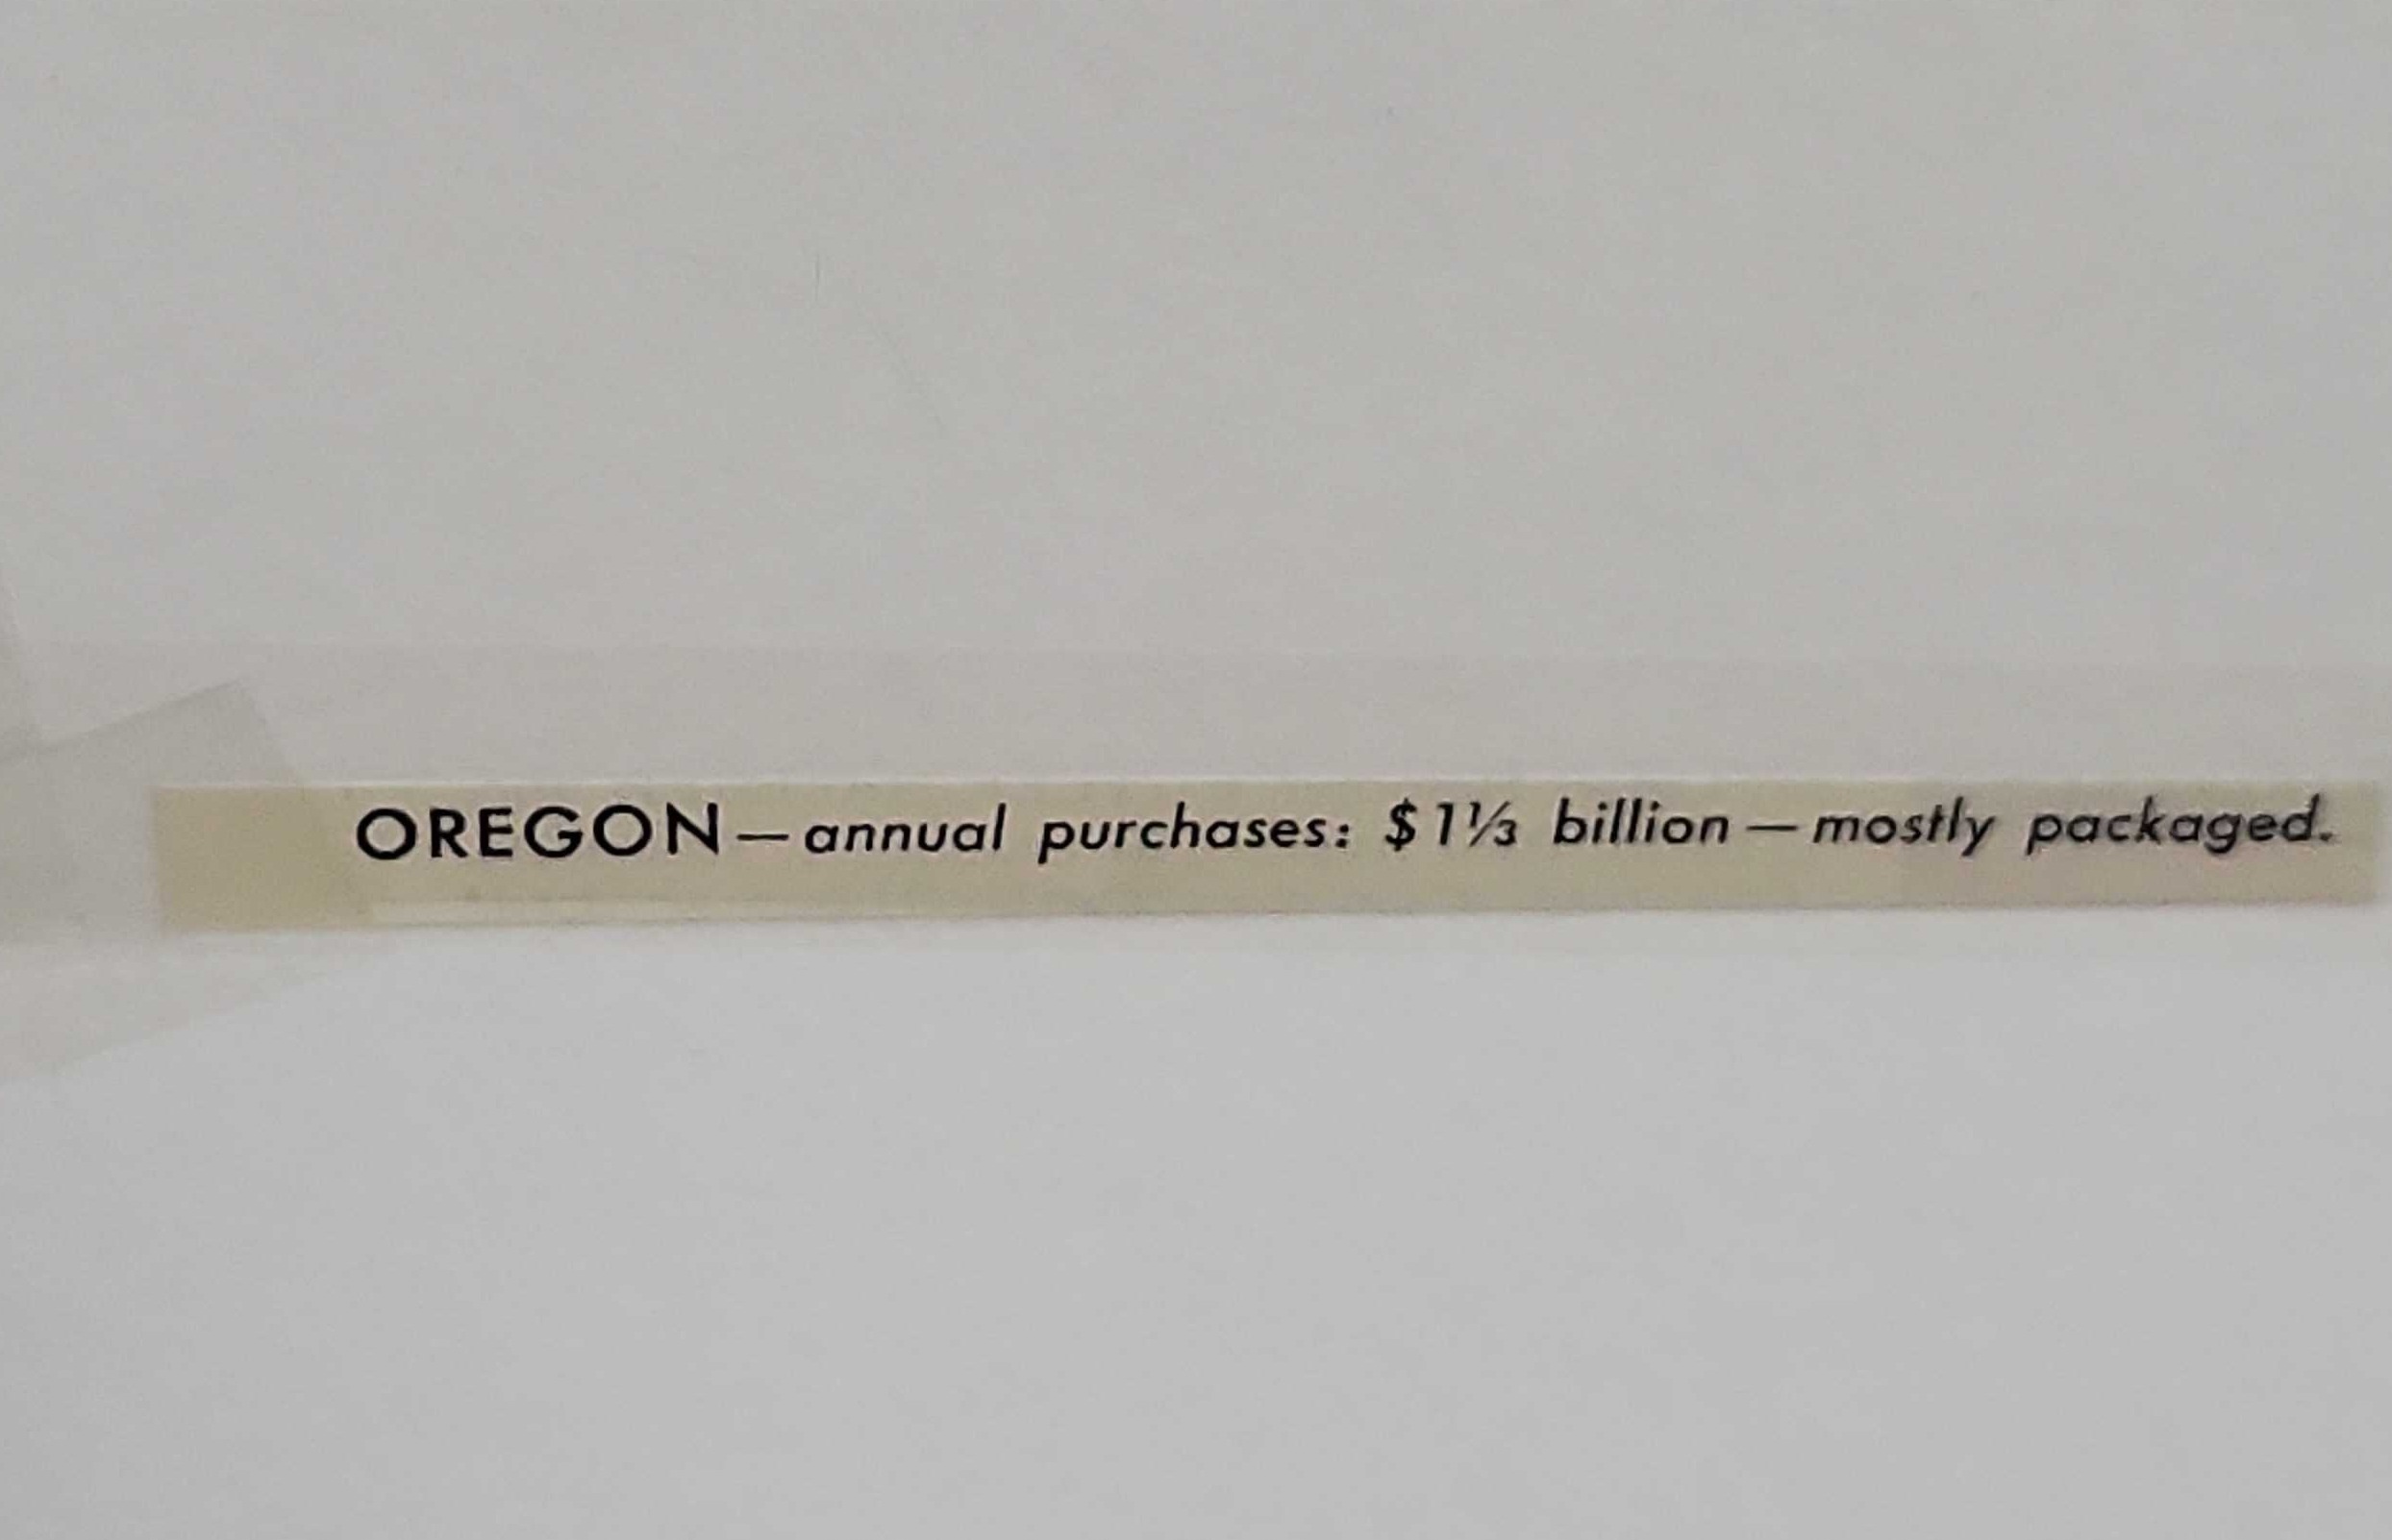 OREGON—annual purchases: $1⅓ billion—mostly packaged.